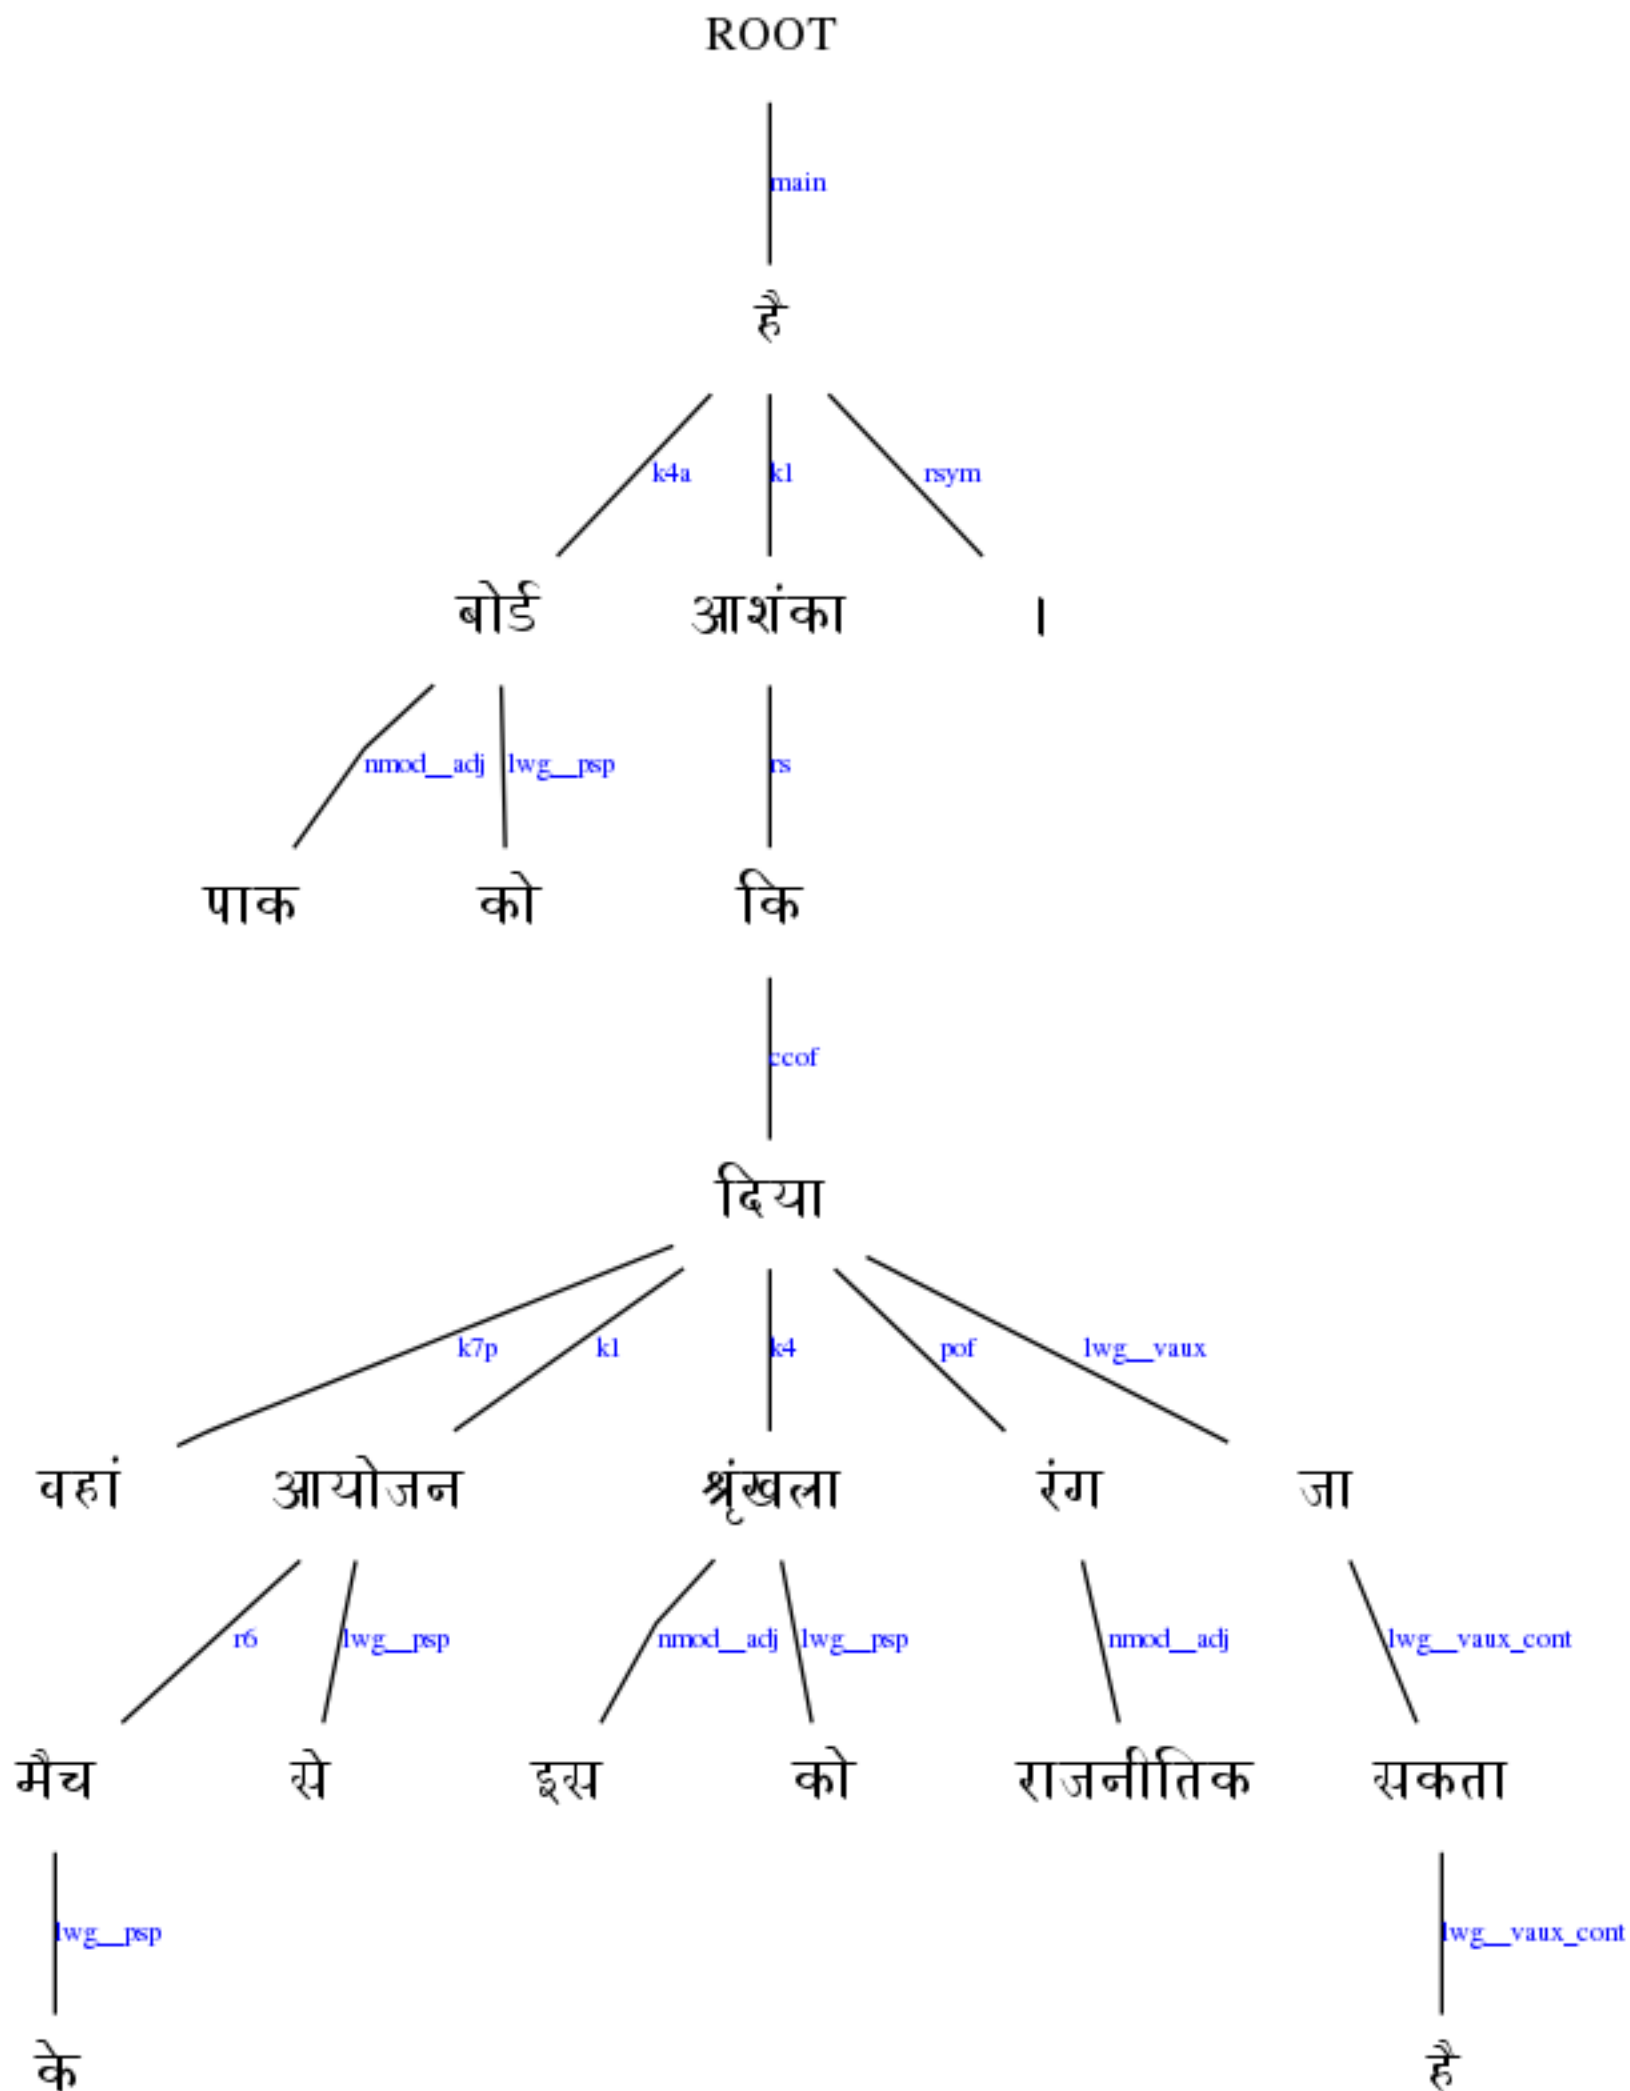 ROOT
main
है
k4a k1 rsym
बोर्ड आशंका ।
nmod__adj lwg__psp rs
पाक को कि
ccof
दिया
k7p k1 k4 pof lwg__vaux
वहां आयोजन श्रृंखला रंग जा
r6 lwg__psp nmod__adj lwg__psp nmod__adj lwg__vaux_cont
मैच से इस को राजनीतिक सकता
lwg__psp lwg__vaux_cont
के है